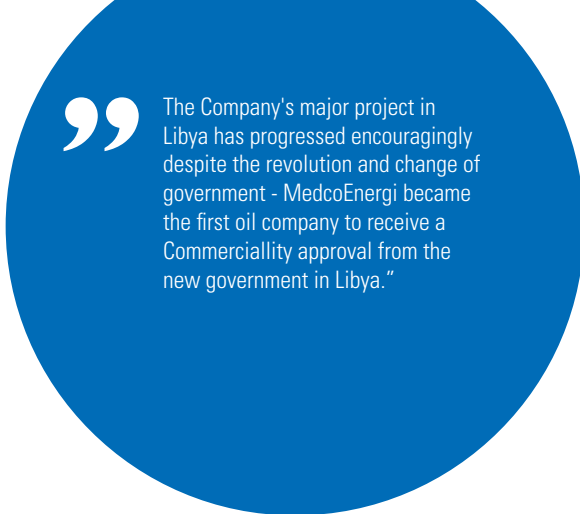 ”
The Company's major project in
Libya has progressed encouragingly
despite the revolution and change of
government - MedcoEnergi became
the first oil company to receive a
Commerciallity approval from the
new government in Libya.“